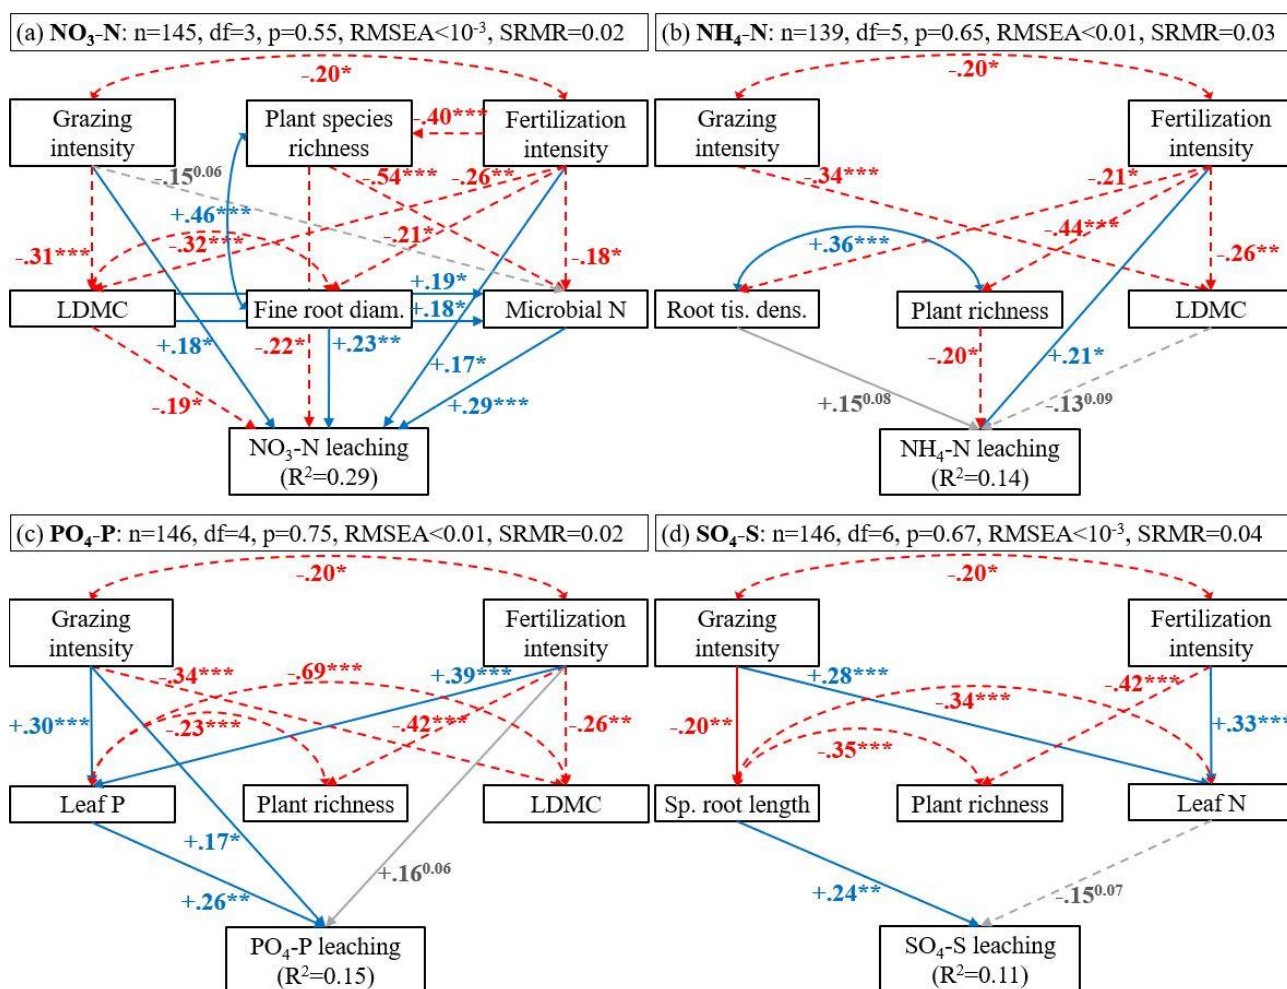 (a) NO₃-N: n=145, df=3, p=0.55, RMSEA<10⁻³, SRMR=0.02
-.20*
Grazing
intensity
Plant species
richness
-.40***
Fertilization
intensity
-.15⁰·⁰⁶
-.54***
-.26**
+.46***
-.31***
-.32***
-.21*
-.18*
LDMC
+.19*
Fine root diam.
+.18*
Microbial N
+.18*
-.22*
+.23**
+.17*
-.19*
+.29***
NO₃-N leaching
(R²=0.29)
(b) NH₄-N: n=139, df=5, p=0.65, RMSEA<0.01, SRMR=0.03
-.20*
Grazing
intensity
Fertilization
intensity
-.34***
-.21*
+.36***
-.44***
-.26**
Root tis. dens.
Plant richness
LDMC
-.20*
+.21*
+.15⁰·⁰⁸
-.13⁰·⁰⁹
NH₄-N leaching
(R²=0.14)
(c) PO₄-P: n=146, df=4, p=0.75, RMSEA<0.01, SRMR=0.02
-.20*
Grazing
intensity
Fertilization
intensity
-.34***
-.69***
+.39***
+.30***
-.23***
-.42***
-.26**
Leaf P
Plant richness
LDMC
+.17*
+.16⁰·⁰⁶
+.26**
PO₄-P leaching
(R²=0.15)
(d) SO₄-S: n=146, df=6, p=0.67, RMSEA<10⁻³, SRMR=0.04
-.20*
Grazing
intensity
Fertilization
intensity
+.28***
-.42***
-.20**
-.34***
+.33***
-.35***
Sp. root length
Plant richness
Leaf N
+.24**
-.15⁰·⁰⁷
SO₄-S leaching
(R²=0.11)